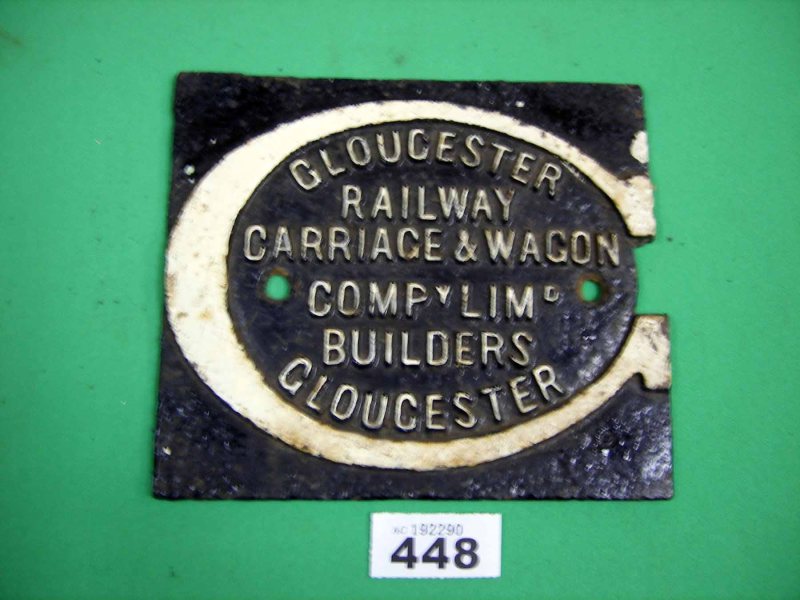 GLOUCESTER
RAILWAY
CARRIAGE & WAGON
COMPY LIMD
BUILDERS
GLOUCESTER
192290
448